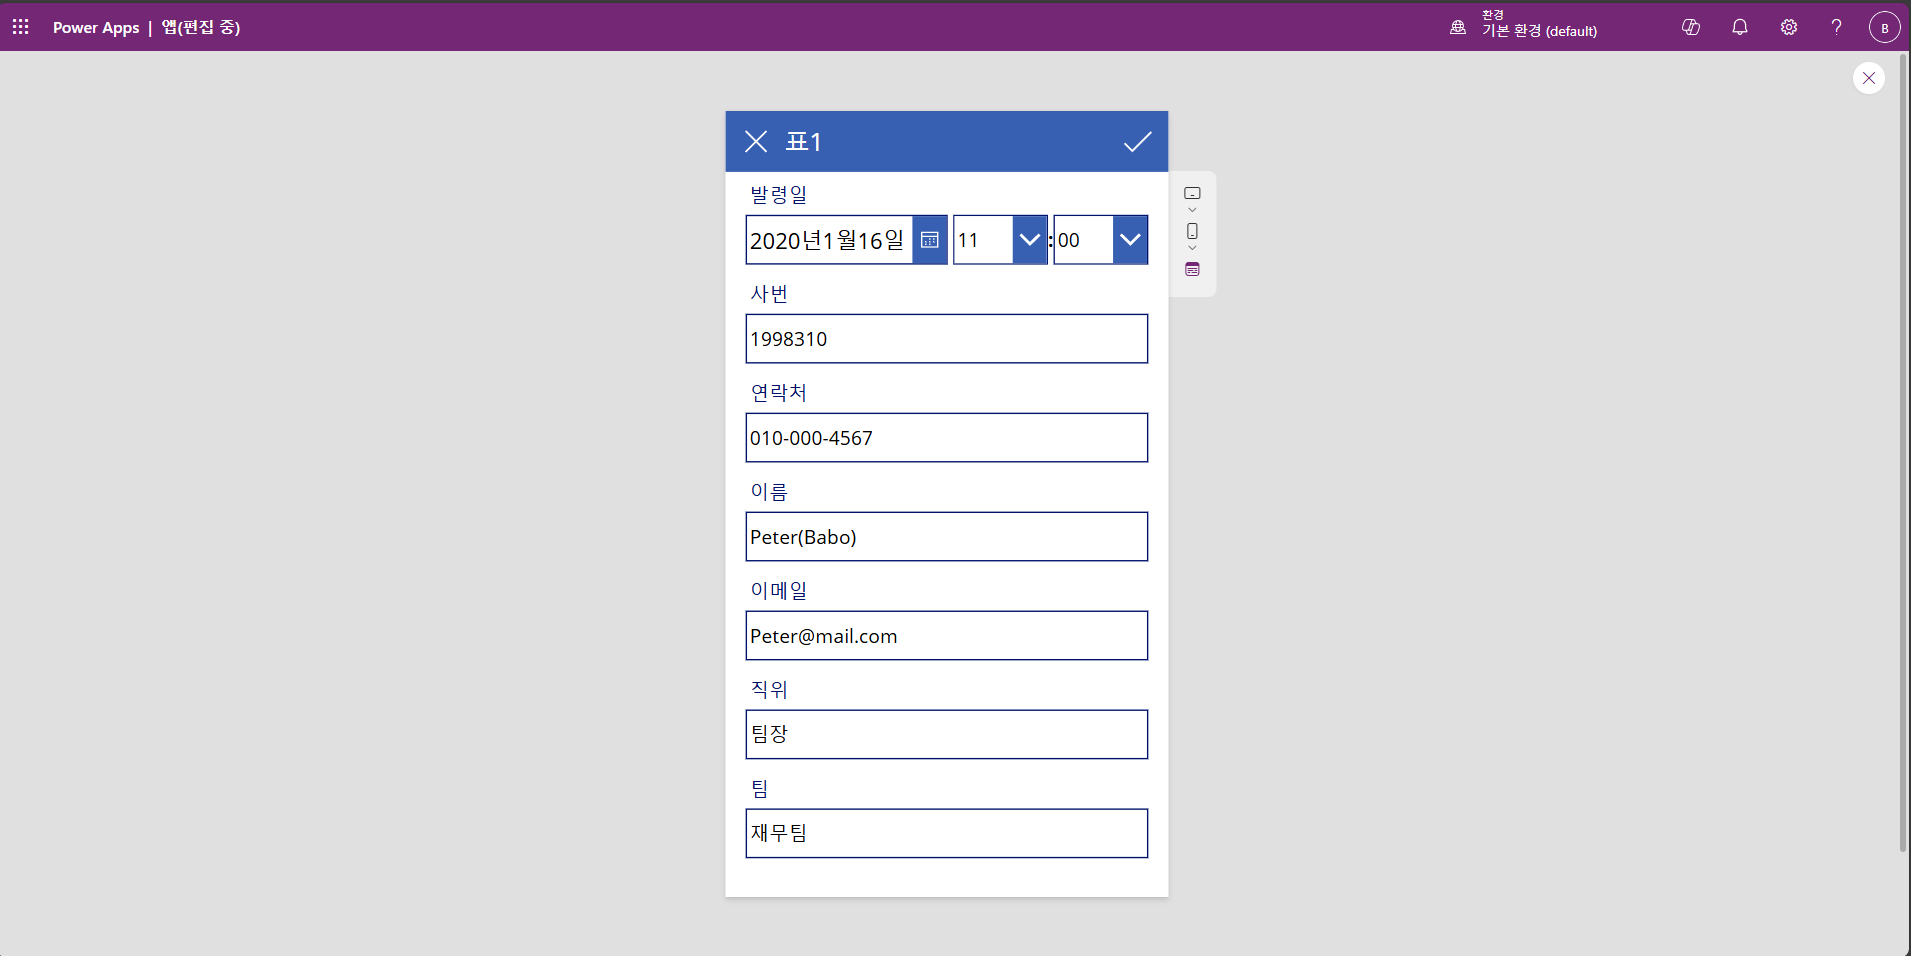 Power Apps | 앱(편집 중)
환경
기본 환경 (default)
B
표1
발령일
2020년1월16일 11 : 00
사번
1998310
연락처
010-000-4567
이름
Peter(Babo)
이메일
Peter@mail.com
직위
팀장
팀
재무팀